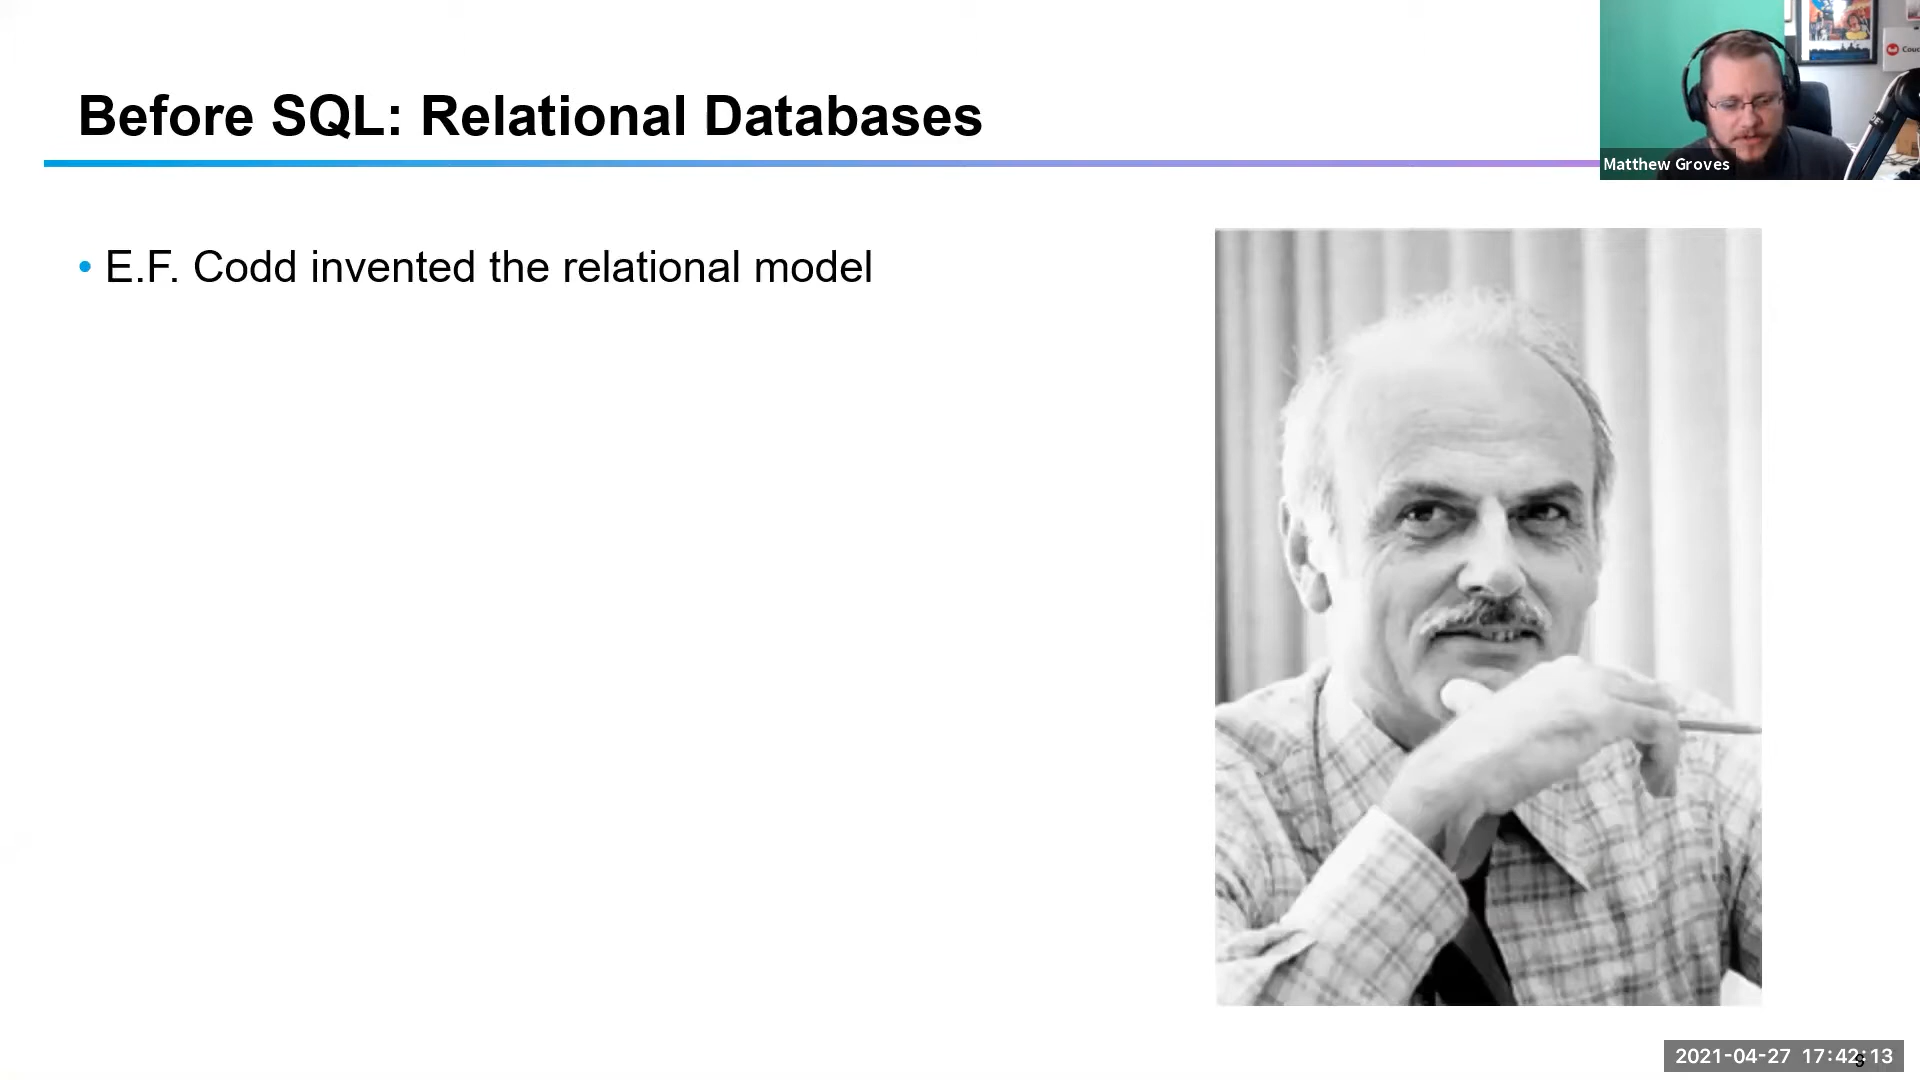 Before SQL: Relational Databases
Matthew Groves
• E.F. Codd invented the relational model
2021-04-27 17:42:13